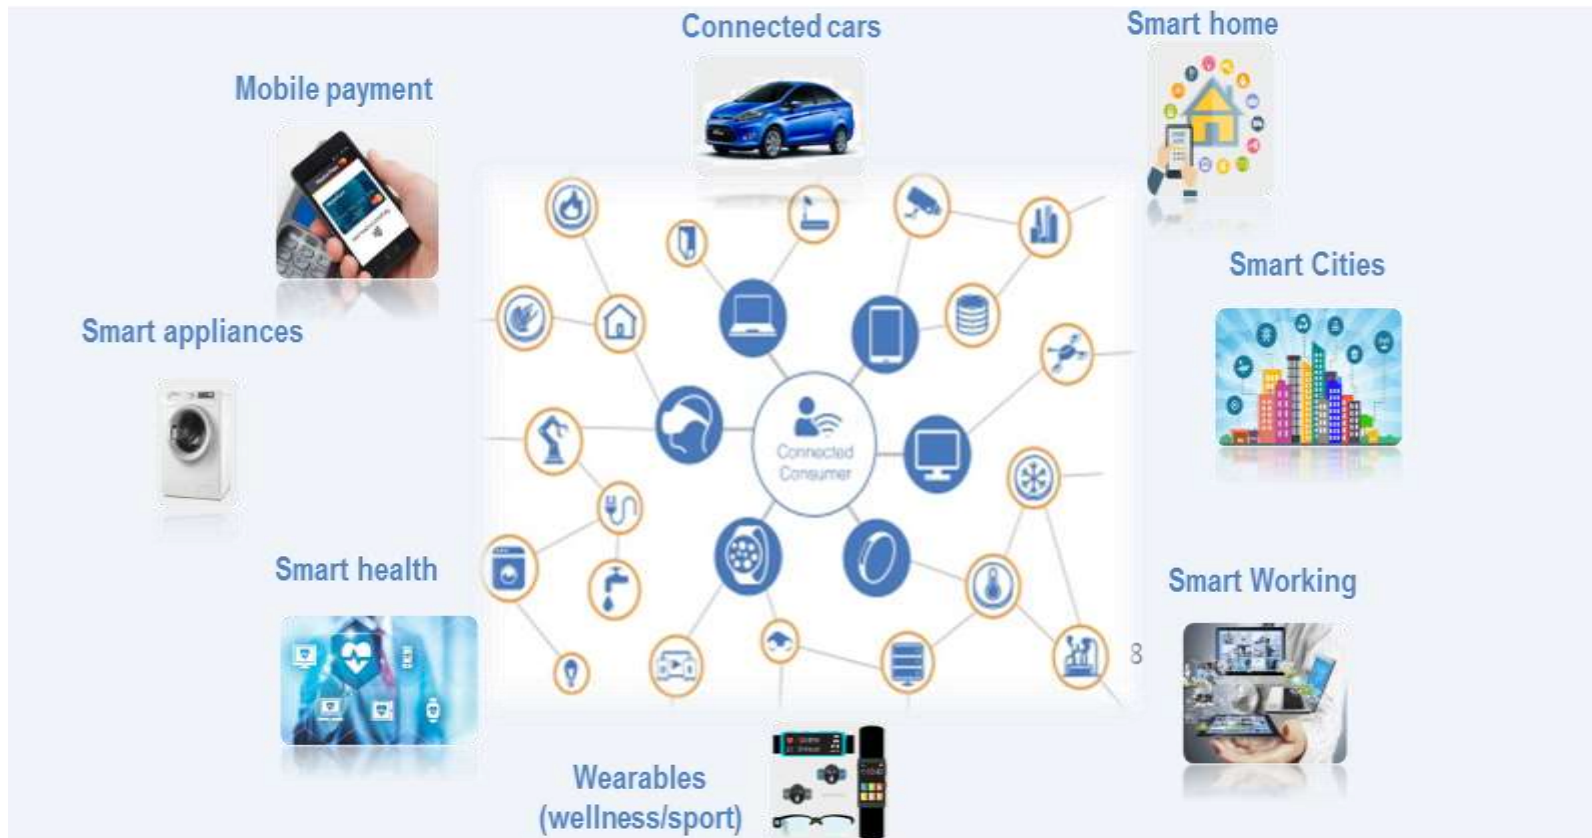 Connected cars
Smart home
Mobile payment
Smart Cities
Smart appliances
Connected
Consumer
Smart health
Smart Working
8
Wearables
(wellness/sport)